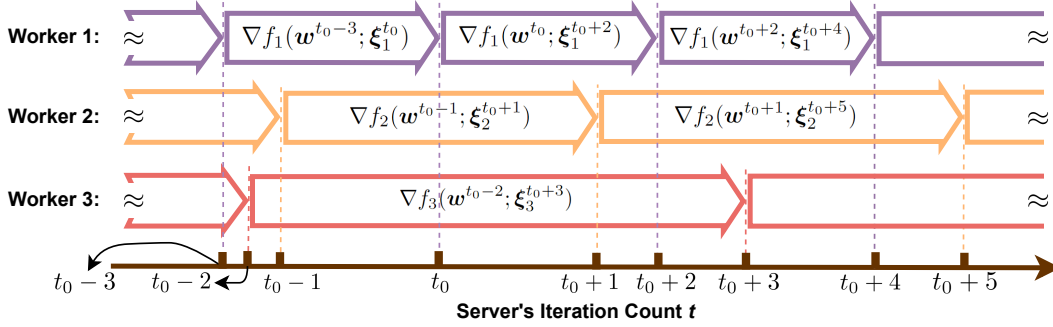 Worker 1: ≈ ∇f₁(𝒘^{t₀−3}; 𝝃₁^{t₀}) ∇f₁(𝒘^{t₀}; 𝝃₁^{t₀+2}) ∇f₁(𝒘^{t₀+2}; 𝝃₁^{t₀+4}) ≈
Worker 2: ≈ ∇f₂(𝒘^{t₀−1}; 𝝃₂^{t₀+1}) ∇f₂(𝒘^{t₀+1}; 𝝃₂^{t₀+5}) ≈
Worker 3: ≈ ∇f₃(𝒘^{t₀−2}; 𝝃₃^{t₀+3}) ≈
t₀ − 3 t₀ − 2 t₀ − 1 t₀ t₀ + 1 t₀ + 2 t₀ + 3 t₀ + 4 t₀ + 5
Server's Iteration Count t